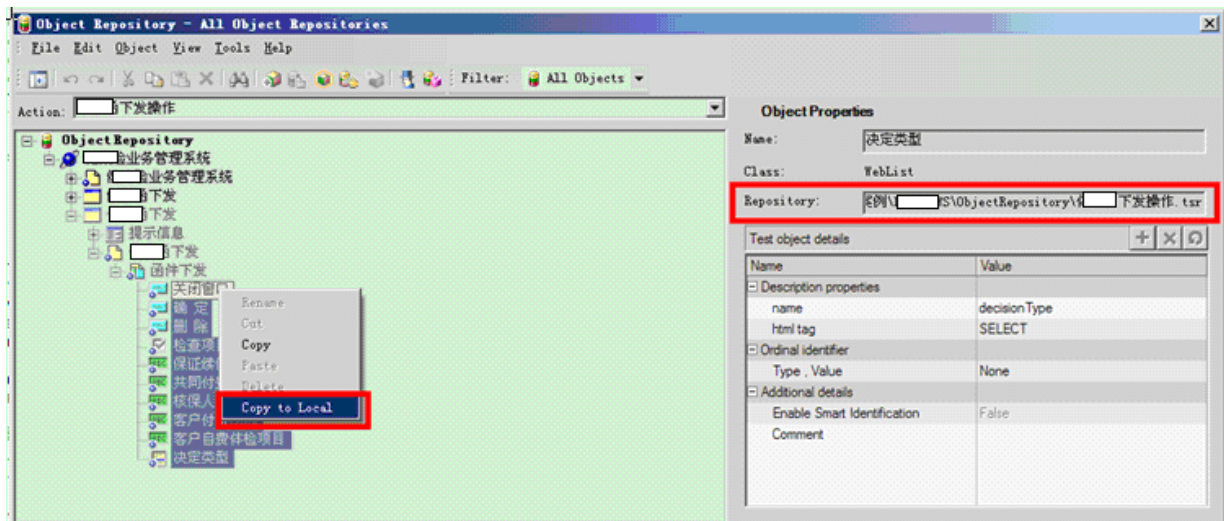 Object Repository - All Object Repositories
File Edit Object View Tools Help
Filter: All Objects
Action: 下发操作
ObjectRepository
业务管理系统
业务管理系统
下发
下发
提示信息
下发
函件下发
关闭窗口
确 定
删 除
检查项
保证续
共同付
核保人
客户付
客户自费体检项目
决定类型
Rename
Cut
Copy
Paste
Delete
Copy to Local
Object Properties
Name: 决定类型
Class: WebList
Repository: S\ObjectRepository\ 下发操作.tsr
Test object details
Name Value
Description properties
name decisionType
html tag SELECT
Ordinal identifier
Type , Value None
Additional details
Enable Smart Identification False
Comment